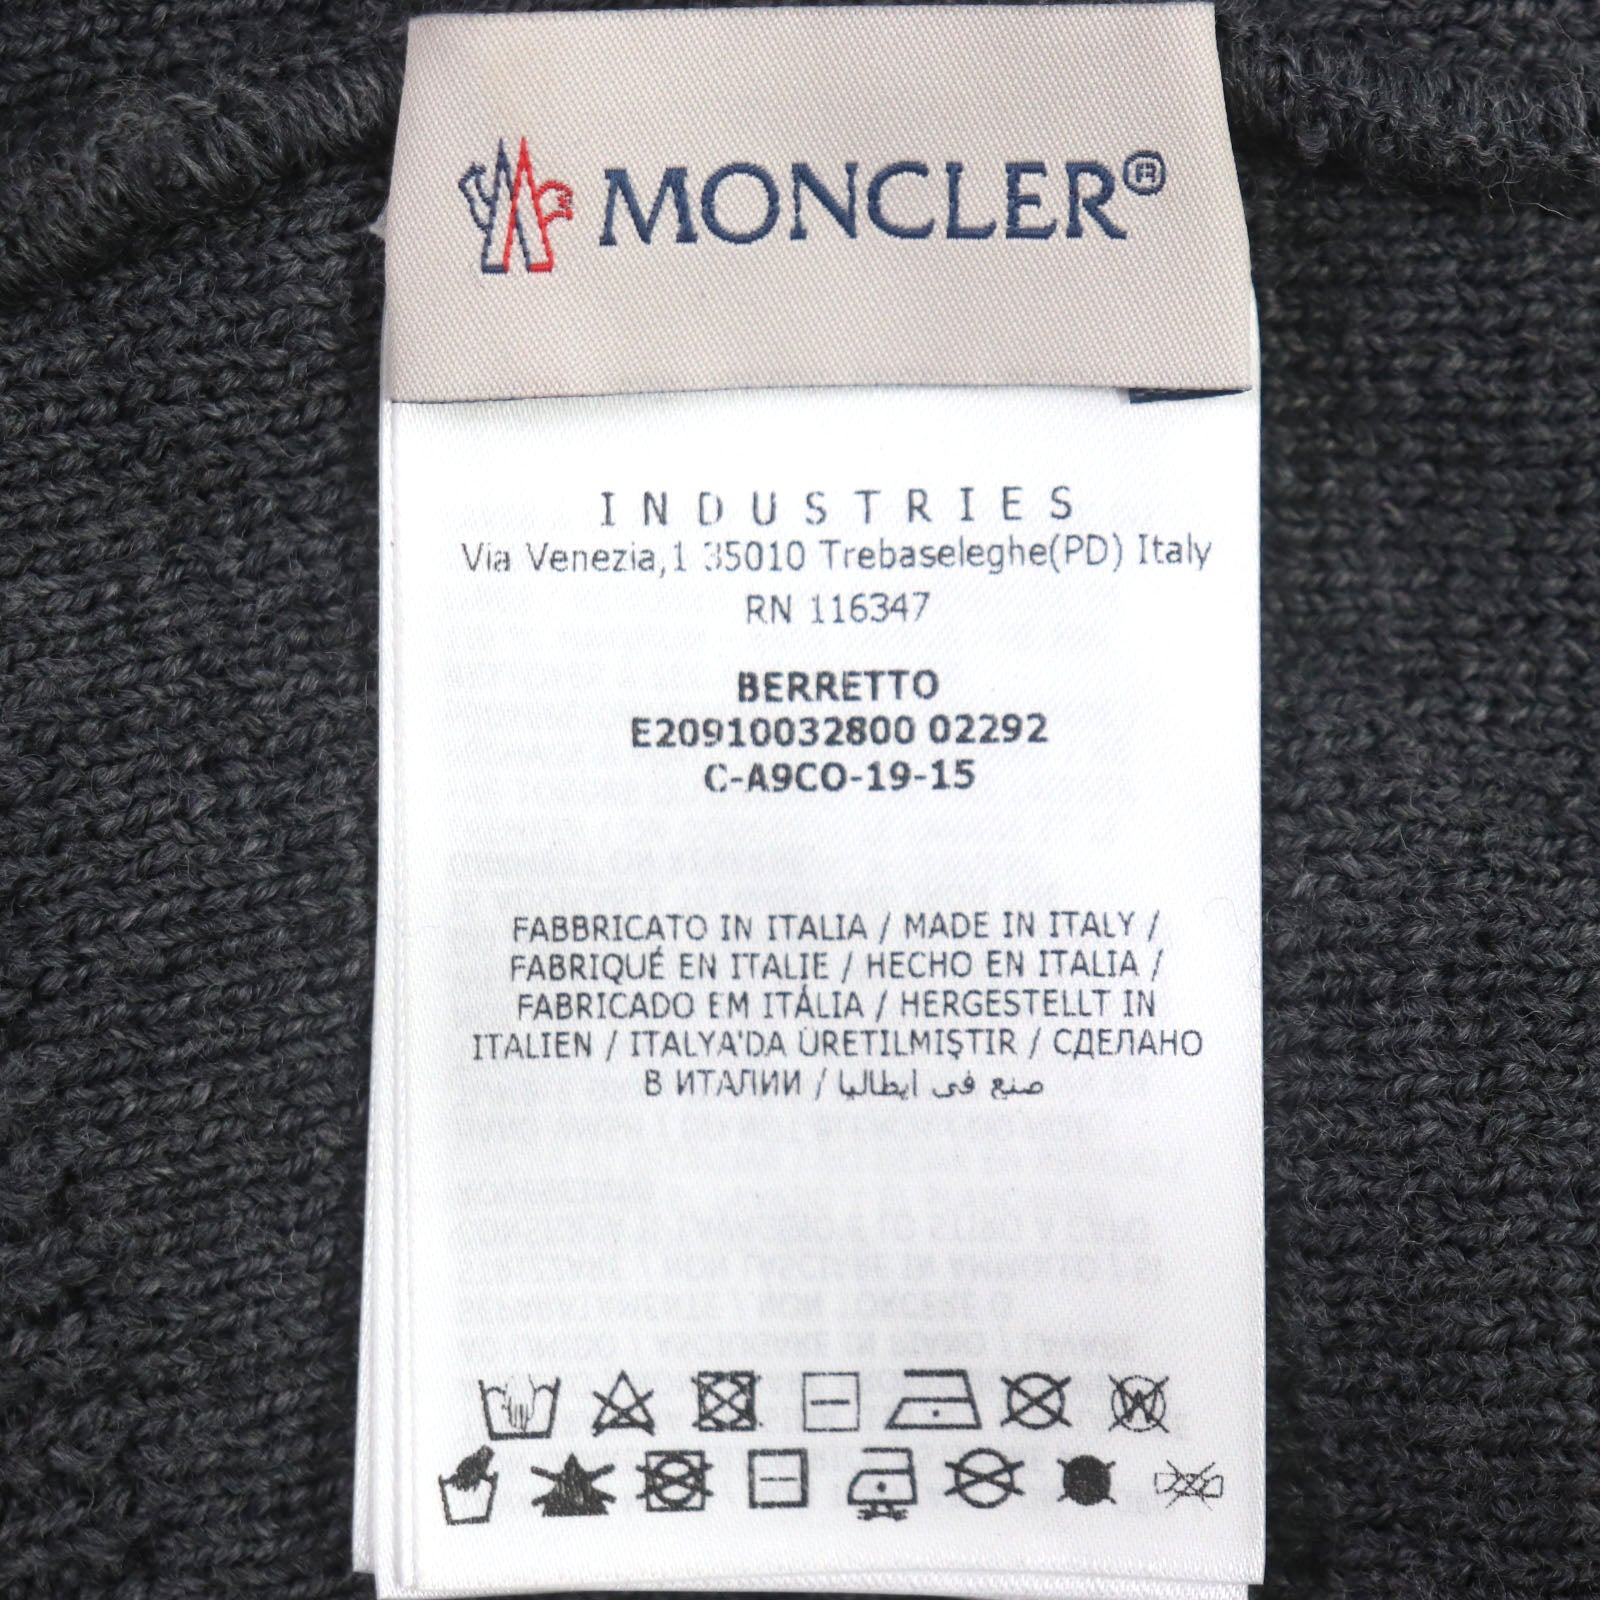 MONCLER®
INDUSTRIES
Via Venezia,1 35010 Trebaseleghe(PD) Italy
RN 116347
BERRETTO
E20910032800 02292
C-A9CO-19-15
FABBRICATO IN ITALIA / MADE IN ITALY /
FABRIQUÉ EN ITALIE / HECHO EN ITALIA /
FABRICADO EM ITÁLIA / HERGESTELLT IN
ITALIEN / ITALYA'DA ÜRETILMIŞTIR / СДЕЛАНО
В ИТАЛИИ / صنع في ايطاليا